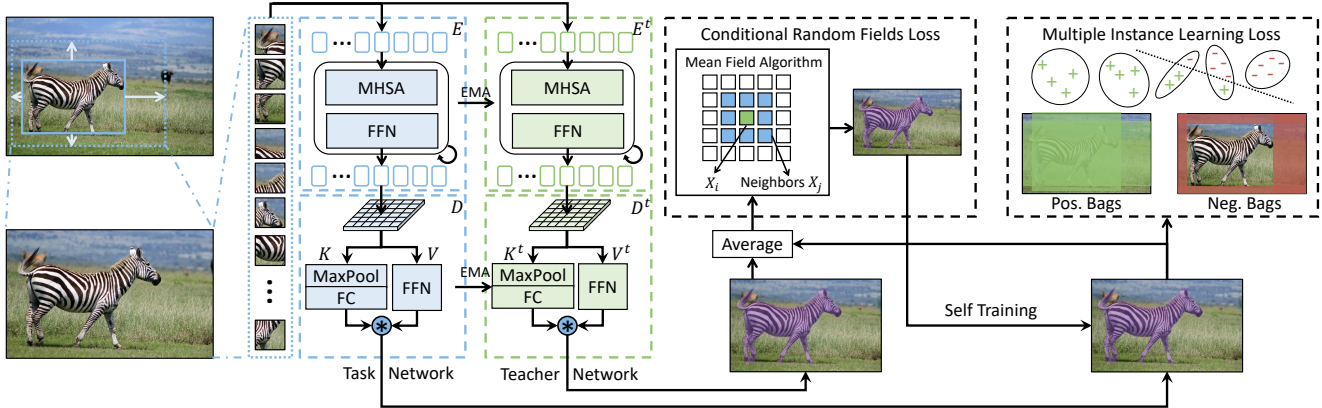 E
MHSA
FFN
D
K
V
MaxPool
FC
FFN
*
Task Network
EMA
EMA
E^t
MHSA
FFN
D^t
K^t
V^t
MaxPool
FC
FFN
*
Teacher Network
Conditional Random Fields Loss
Mean Field Algorithm
X_i
Neighbors X_j
Average
Self Training
Multiple Instance Learning Loss
Pos. Bags
Neg. Bags